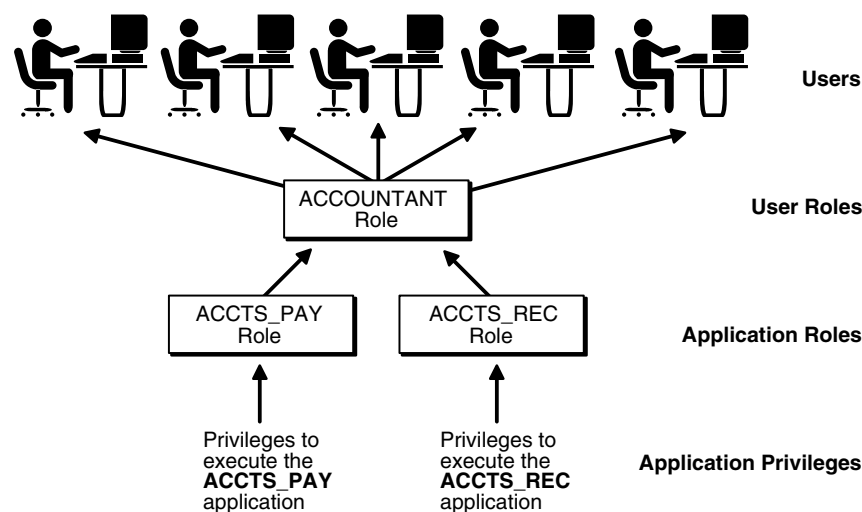 Users
ACCOUNTANT
Role
User Roles
ACCTS_PAY
Role
ACCTS_REC
Role
Application Roles
Privileges to
execute the
ACCTS_PAY
application
Privileges to
execute the
ACCTS_REC
application
Application Privileges